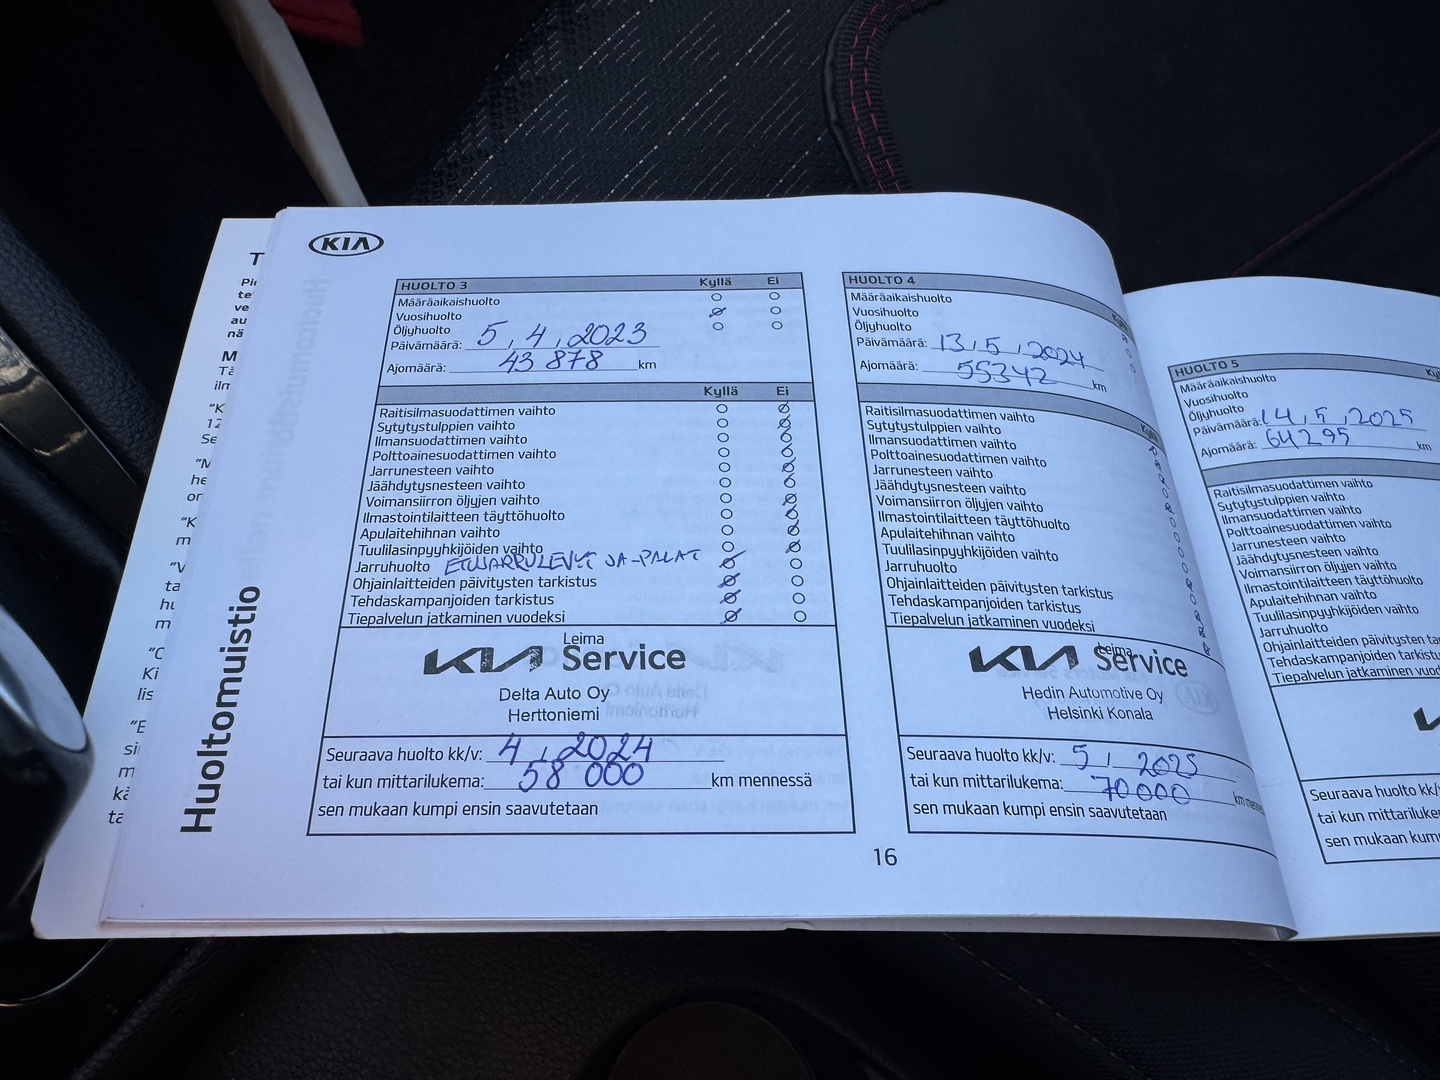 KIA
Huoltomuistio
HUOLTO 3 Kyllä Ei
Määräaikaishuolto
Vuosihuolto
Öljyhuolto
Päivämäärä: 5, 4, 2023
Ajomäärä: 43 878 km
Kyllä Ei
Raitisilmasuodattimen vaihto
Sytytystulppien vaihto
Ilmansuodattimen vaihto
Polttoainesuodattimen vaihto
Jarrunesteen vaihto
Jäähdytysnesteen vaihto
Voimansiirron öljyjen vaihto
Ilmastointilaitteen täyttöhuolto
Apulaitehihnan vaihto
Tuulilasinpyyhkijöiden vaihto
Jarruhuolto ETUJARRULEVYT JA-PALAT
Ohjainlaitteiden päivitysten tarkistus
Tehdaskampanjoiden tarkistus
Tiepalvelun jatkaminen vuodeksi
Leima
KIA Service
Delta Auto Oy
Herttoniemi
Seuraava huolto kk/v: 4, 2024
tai kun mittarilukema: 58 000 km mennessä
sen mukaan kumpi ensin saavutetaan
HUOLTO 4
Määräaikaishuolto
Vuosihuolto
Öljyhuolto
Päivämäärä: 13, 5, 2024
Ajomäärä: 55342 km
Raitisilmasuodattimen vaihto
Sytytystulppien vaihto
Ilmansuodattimen vaihto
Polttoainesuodattimen vaihto
Jarrunesteen vaihto
Jäähdytysnesteen vaihto
Voimansiirron öljyjen vaihto
Ilmastointilaitteen täyttöhuolto
Apulaitehihnan vaihto
Tuulilasinpyyhkijöiden vaihto
Jarruhuolto
Ohjainlaitteiden päivitysten tarkistus
Tehdaskampanjoiden tarkistus
Tiepalvelun jatkaminen vuodeksi
Leima
KIA Service
Hedin Automotive Oy
Helsinki Konala
Seuraava huolto kk/v: 5, 2025
tai kun mittarilukema: 70000 km
sen mukaan kumpi ensin saavutetaan
16
HUOLTO 5
Määräaikaishuolto
Vuosihuolto
Öljyhuolto
Päivämäärä: 14, 5, 2025
Ajomäärä: 64295 km
Raitisilmasuodattimen vaihto
Sytytystulppien vaihto
Ilmansuodattimen vaihto
Polttoainesuodattimen vaihto
Jarrunesteen vaihto
Jäähdytysnesteen vaihto
Voimansiirron öljyjen vaihto
Ilmastointilaitteen täyttöhuolto
Apulaitehihnan vaihto
Tuulilasinpyyhkijöiden vaihto
Jarruhuolto
Ohjainlaitteiden päivitysten
Tehdaskampanjoiden tarkistus
Tiepalvelun jatkaminen
Seuraava huolto
tai kun
sen mukaan